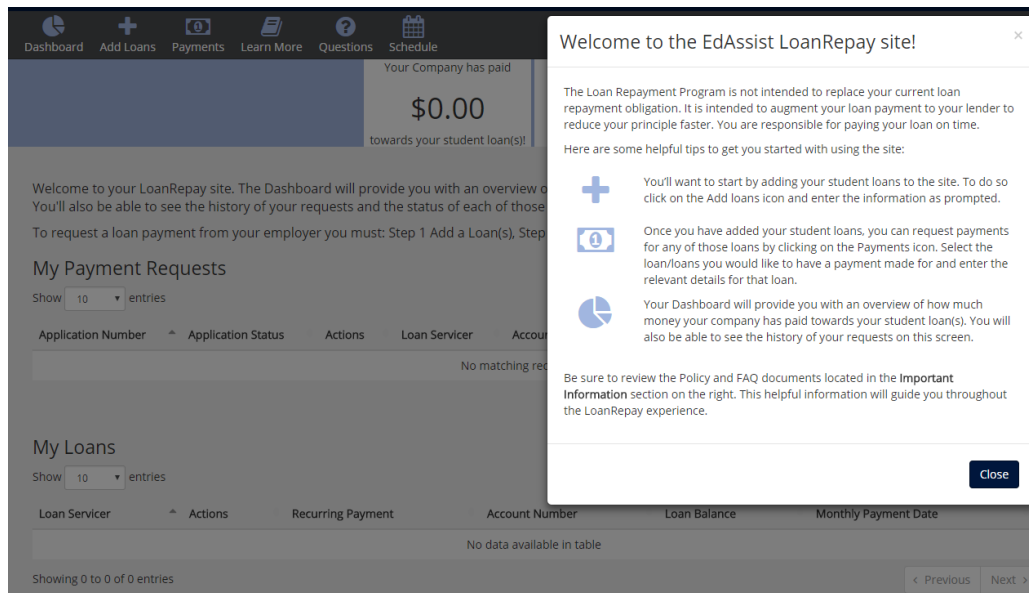 Dashboard Add Loans Payments Learn More Questions Schedule
Your Company has paid
$0.00
towards your student loan(s)!
Welcome to your LoanRepay site. The Dashboard will provide you with an overview o
You'll also be able to see the history of your requests and the status of each of those
To request a loan payment from your employer you must: Step 1 Add a Loan(s), Step
My Payment Requests
Show 10 entries
Application Number Application Status Actions Loan Servicer Accou
No matching rec
My Loans
Show 10 entries
Loan Servicer Actions Recurring Payment Account Number Loan Balance Monthly Payment Date
No data available in table
Showing 0 to 0 of 0 entries
‹ Previous Next ›
Welcome to the EdAssist LoanRepay site!
×
The Loan Repayment Program is not intended to replace your current loan
repayment obligation. It is intended to augment your loan payment to your lender to
reduce your principle faster. You are responsible for paying your loan on time.
Here are some helpful tips to get you started with using the site:
You'll want to start by adding your student loans to the site. To do so
click on the Add loans icon and enter the information as prompted.
1
Once you have added your student loans, you can request payments
for any of those loans by clicking on the Payments icon. Select the
loan/loans you would like to have a payment made for and enter the
relevant details for that loan.
Your Dashboard will provide you with an overview of how much
money your company has paid towards your student loan(s). You will
also be able to see the history of your requests on this screen.
Be sure to review the Policy and FAQ documents located in the Important
Information section on the right. This helpful information will guide you throughout
the LoanRepay experience.
Close